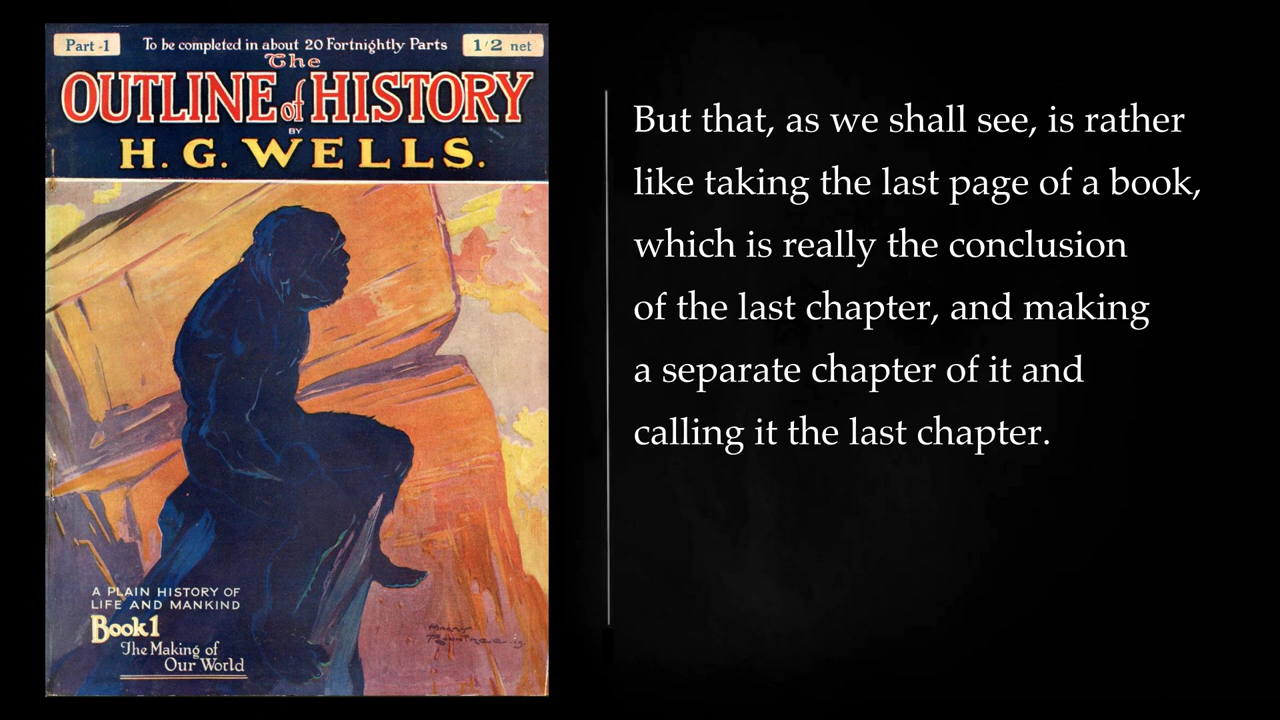 Part -1
To be completed in about 20 Fortnightly Parts
1/2 net
The
OUTLINE of HISTORY
BY
H. G. WELLS.
A PLAIN HISTORY OF
LIFE AND MANKIND
Book 1
The Making of
Our World
But that, as we shall see, is rather
like taking the last page of a book,
which is really the conclusion
of the last chapter, and making
a separate chapter of it and
calling it the last chapter.